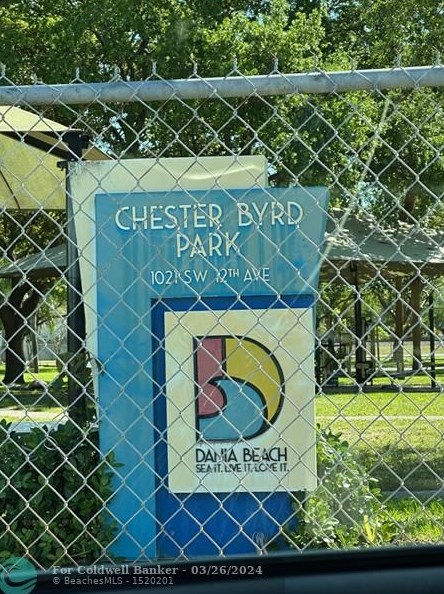 CHESTER BYRD
PARK
1021 SW 12TH AVE
DANIA BEACH
SEA IT. LIVE IT. LOVE IT.
For Coldwell Banker - 03/26/2024
© BeachesMLS - 1520201